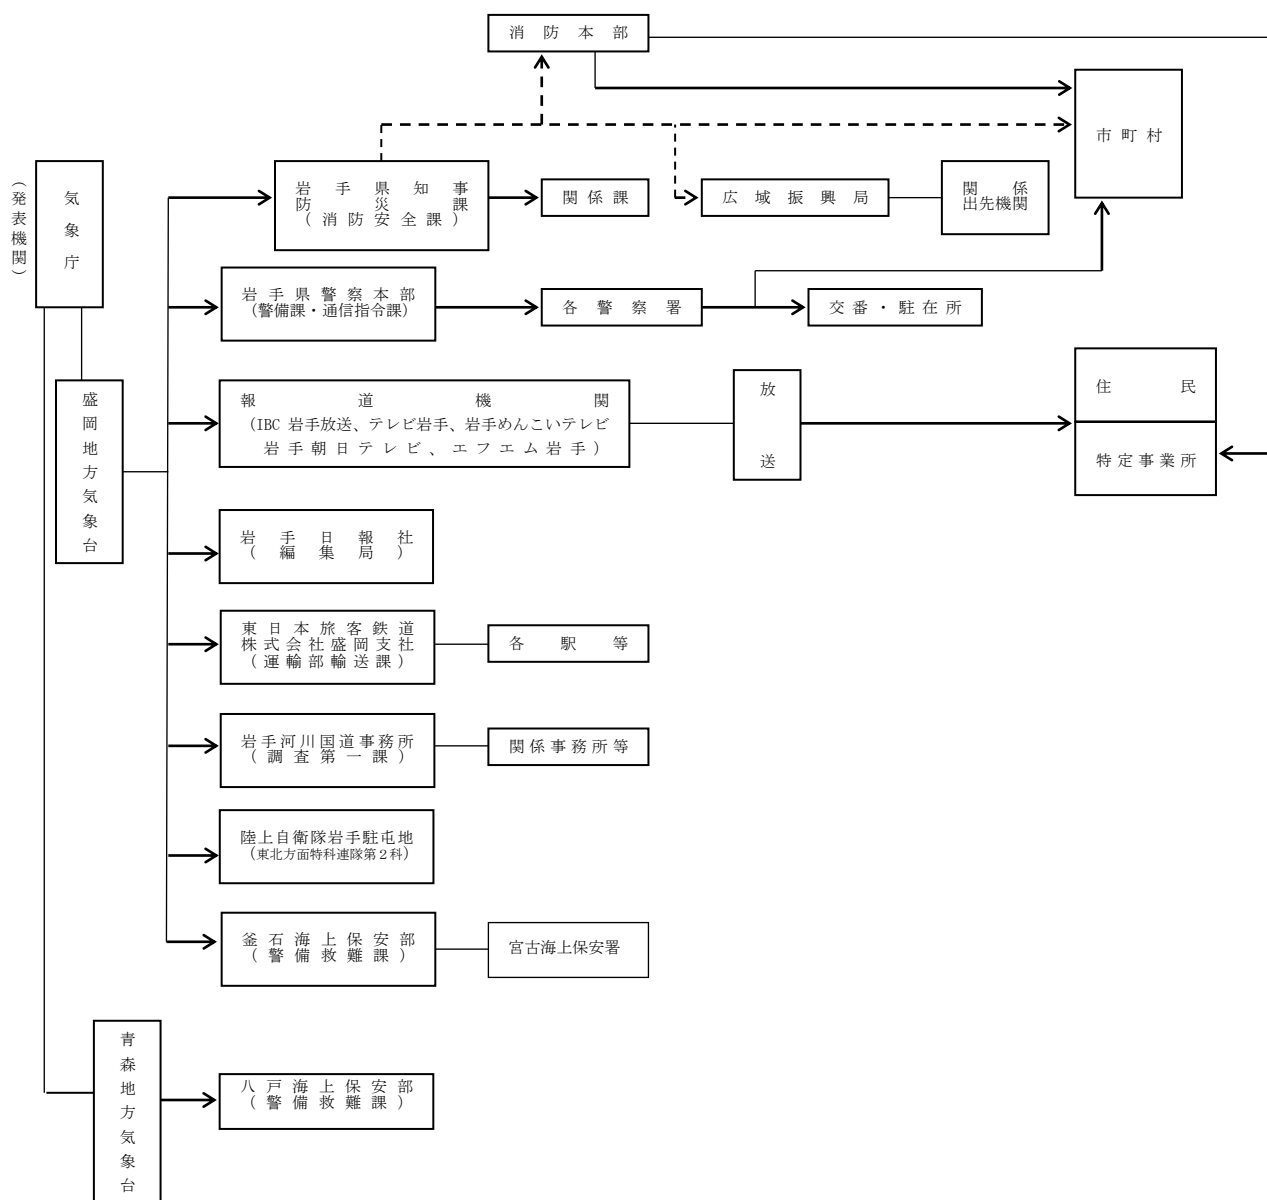 消防本部
市町村
（発表機関）
気象庁
岩手県知事
防災課
（消防安全課）
関係課
広域振興局
関係
出先機関
岩手県警察本部
（警備課・通信指令課）
各警察署
交番・駐在所
盛岡地方気象台
報道機関
（IBC 岩手放送、テレビ岩手、岩手めんこいテレビ
岩手朝日テレビ、エフエム岩手）
放送
住民
特定事業所
岩手日報社
（編集局）
東日本旅客鉄道
株式会社盛岡支社
（運輸部輸送課）
各駅等
岩手河川国道事務所
（調査第一課）
関係事務所等
陸上自衛隊岩手駐屯地
（東北方面特科連隊第２科）
釜石海上保安部
（警備救難課）
宮古海上保安署
青森地方気象台
八戸海上保安部
（警備救難課）